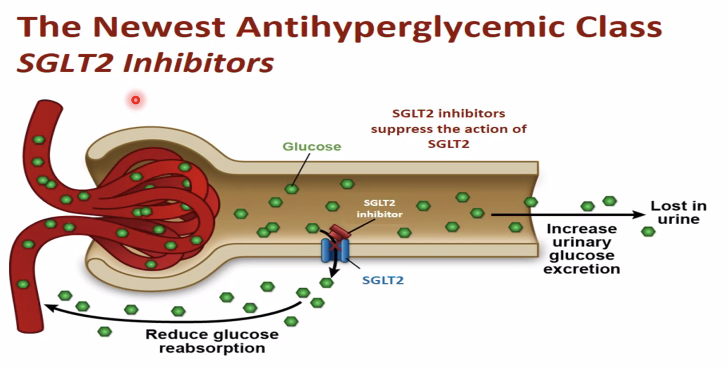 The Newest Antihyperglycemic Class
SGLT2 Inhibitors
SGLT2 inhibitors
suppress the action of
SGLT2
Glucose
SGLT2
inhibitor
Lost in
urine
Increase
urinary
glucose
excretion
SGLT2
Reduce glucose
reabsorption